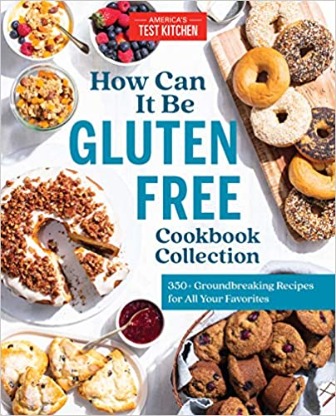 AMERICA'S
TEST KITCHEN
How Can
It Be
GLUTEN
FREE
Cookbook
Collection
350+ Groundbreaking Recipes
for All Your Favorites